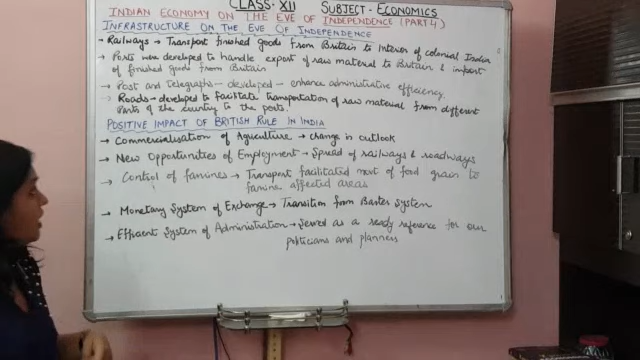 CLASS-XII SUBJECT-ECONOMICS
INDIAN ECONOMY ON THE EVE OF INDEPENDENCE (PART 4)
INFRASTRUCTURE ON THE EVE OF INDEPENDENCE
→ Railways → Transport finished goods from Britain to Interior of colonial India
→ Ports were developed to handle export of raw material to Britain & import
of finished goods from Britain
→ Post and telegraphs - developed - enhance administrative efficiency
→ Roads - developed to facilitate transportation of raw material from different
parts of the country to the ports.
POSITIVE IMPACT OF BRITISH RULE IN INDIA
→ Commercialisation of Agriculture → change in outlook
→ New Opportunities of Employment → Spread of railways & roadways
→ Control of famines → Transport facilitated movt of food grain to
famine affected areas
→ Monetary System of Exchange → Transition from Barter System
→ Efficient System of Administration → Served as a ready reference for our
politicians and planners